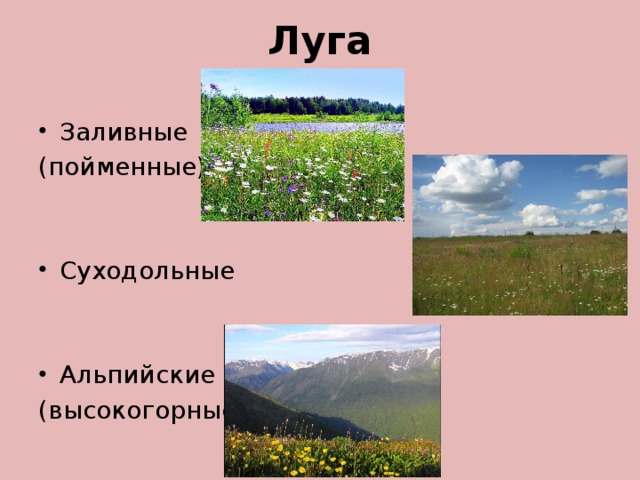 Луга
• Заливные
(пойменные)
• Суходольные
• Альпийские
(высокогорные